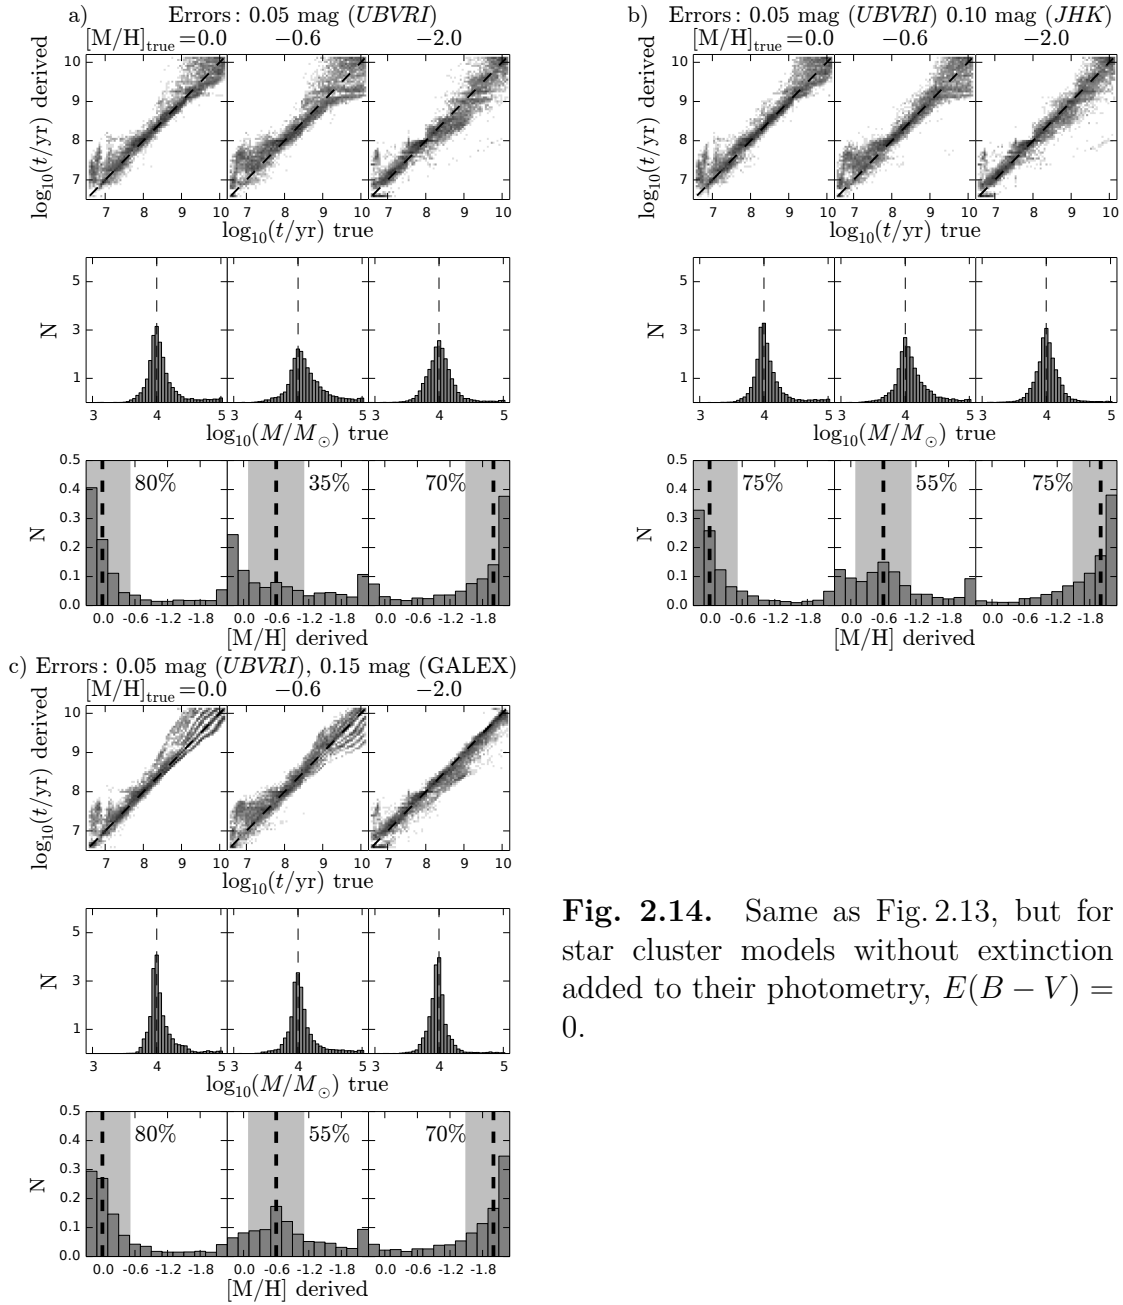 a)
Errors: 0.05 mag (UBVRI)
[M/H]true=0.0 −0.6 −2.0
log10(t/yr) derived
10
9
8
7
7 8 9 10 7 8 9 10 7 8 9 10
log10(t/yr) true
N
5
3
1
3 4 5 3 4 5 3 4 5
log10(M/M⊙) true
N
0.5
0.4
0.3
0.2
0.1
0.0
80% 35% 70%
0.0 -0.6 -1.2 -1.8 0.0 -0.6 -1.2 -1.8 0.0 -0.6 -1.2 -1.8
[M/H] derived
b)
Errors: 0.05 mag (UBVRI) 0.10 mag (JHK)
[M/H]true=0.0 −0.6 −2.0
log10(t/yr) derived
10
9
8
7
7 8 9 10 7 8 9 10 7 8 9 10
log10(t/yr) true
N
5
3
1
3 4 5 3 4 5 3 4 5
log10(M/M⊙) true
N
0.5
0.4
0.3
0.2
0.1
0.0
75% 55% 75%
0.0 -0.6 -1.2 -1.8 0.0 -0.6 -1.2 -1.8 0.0 -0.6 -1.2 -1.8
[M/H] derived
c) Errors: 0.05 mag (UBVRI), 0.15 mag (GALEX)
[M/H]true=0.0 −0.6 −2.0
log10(t/yr) derived
10
9
8
7
7 8 9 10 7 8 9 10 7 8 9 10
log10(t/yr) true
N
5
3
1
3 4 5 3 4 5 3 4 5
log10(M/M⊙) true
N
0.5
0.4
0.3
0.2
0.1
0.0
80% 55% 70%
0.0 -0.6 -1.2 -1.8 0.0 -0.6 -1.2 -1.8 0.0 -0.6 -1.2 -1.8
[M/H] derived
Fig. 2.14. Same as Fig. 2.13, but for
star cluster models without extinction
added to their photometry, E(B − V) =
0.